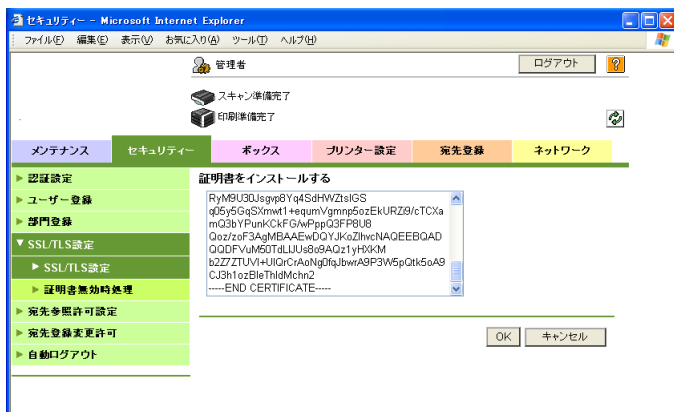 セキュリティー - Microsoft Internet Explorer
ファイル(F) 編集(E) 表示(V) お気に入り(A) ツール(T) ヘルプ(H)
管理者 ログアウト ?
スキャン準備完了
印刷準備完了
メンテナンス セキュリティー ボックス プリンター設定 宛先登録 ネットワーク
認証設定
ユーザー登録
部門登録
SSL/TLS設定
SSL/TLS設定
証明書無効時処理
宛先参照許可設定
宛先登録変更許可
自動ログアウト
証明書をインストールする
RyM9U30Jsgvp8Yq4SdHWZtsIGS
q05y5GqSXmwt1+equmVgmnp5ozEkURZi9/cTCXa
mQ3bYPunKCkFG/wPppQ3FP8U8
Qoz/zoF3AgMBAAEwDQYJKoZIhvcNAQEEBQAD
QQDFVuM50TdLIJUs8o9AQz1yHXKM
b2Z7ZTUVI+UIQrCrAoNg0fqJbwrA9P3W5pQtk5oA9
CJ3h1ozBleThIdMchn2
-----END CERTIFICATE-----
OK キャンセル